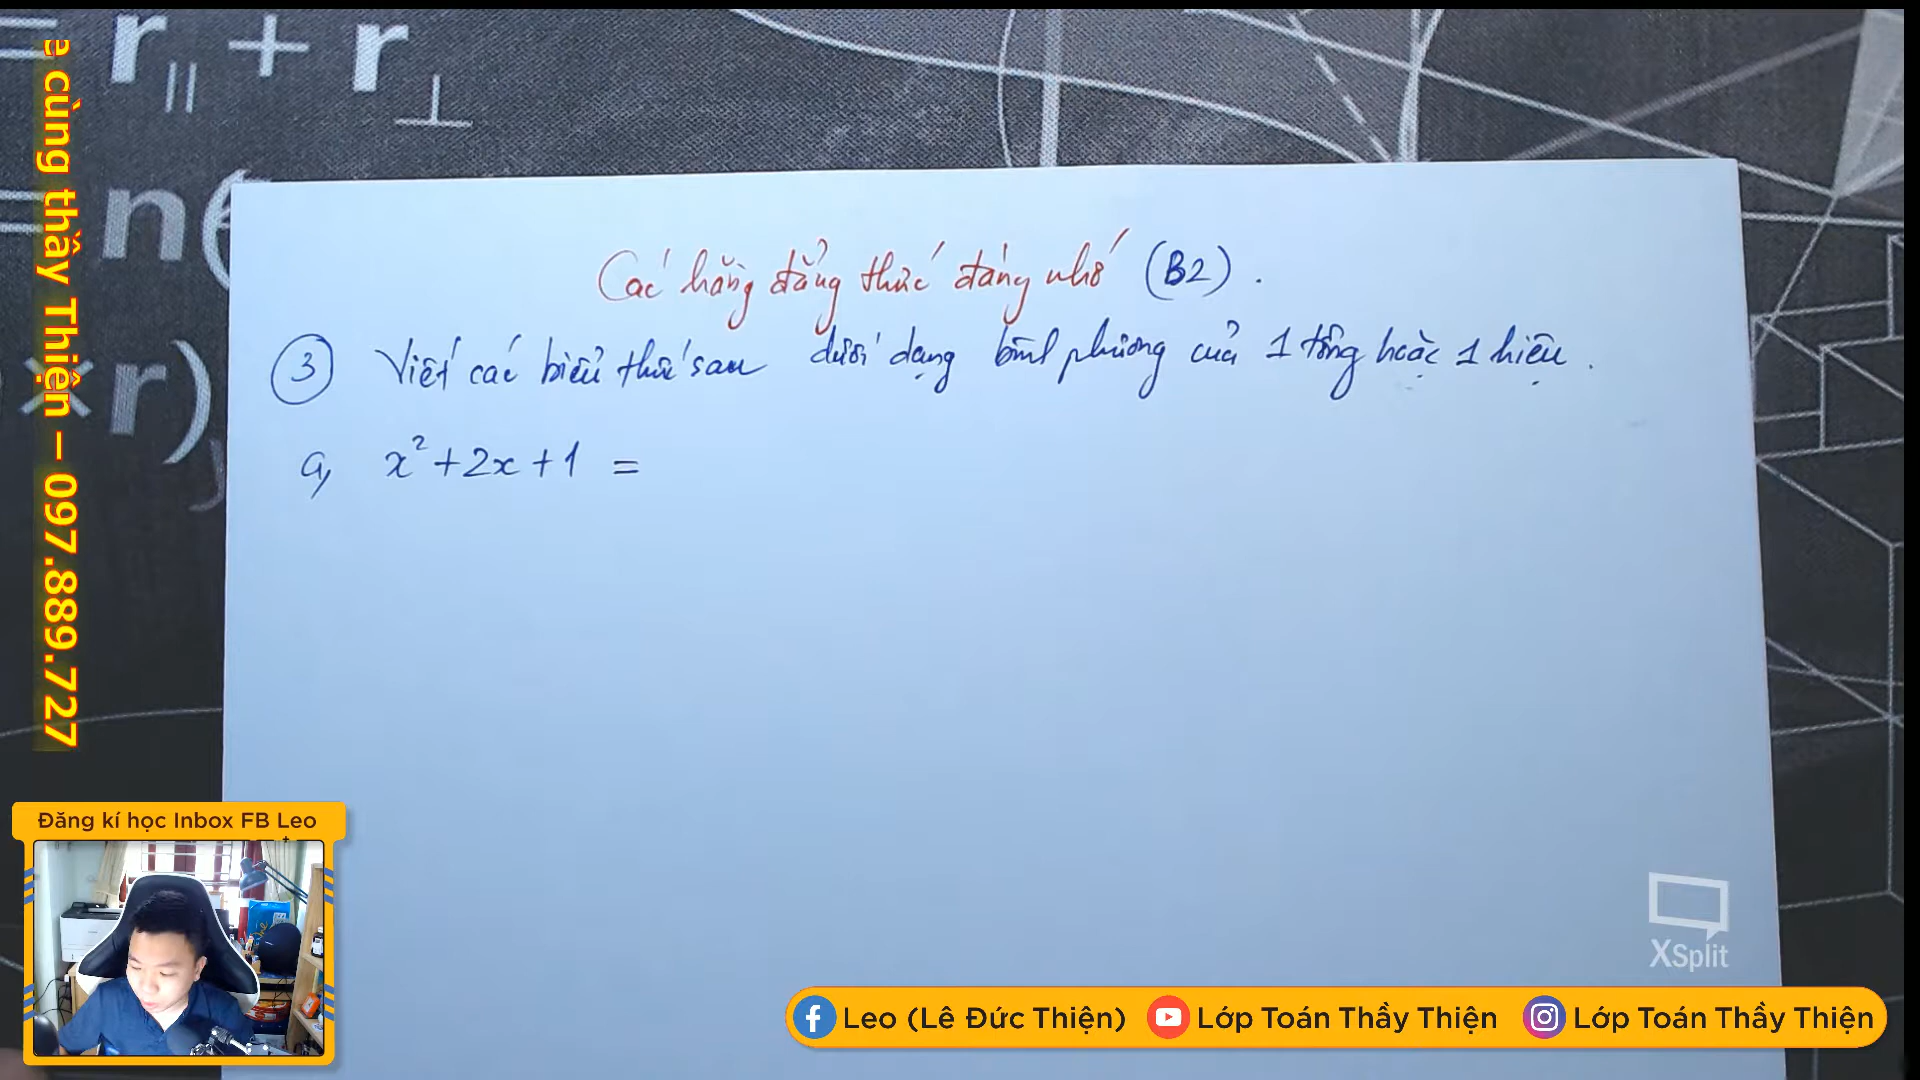 = r|| + r⊥
= n(
*r)
e cùng thầy Thiện – 097.889.727
Các hằng đẳng thức đáng nhớ (B2).
3 Viết các biểu thức sau dưới dạng bình phương của 1 tổng hoặc 1 hiệu.
a, x² + 2x + 1 =
Đăng kí học Inbox FB Leo
XSplit
Leo (Lê Đức Thiện) Lớp Toán Thầy Thiện Lớp Toán Thầy Thiện